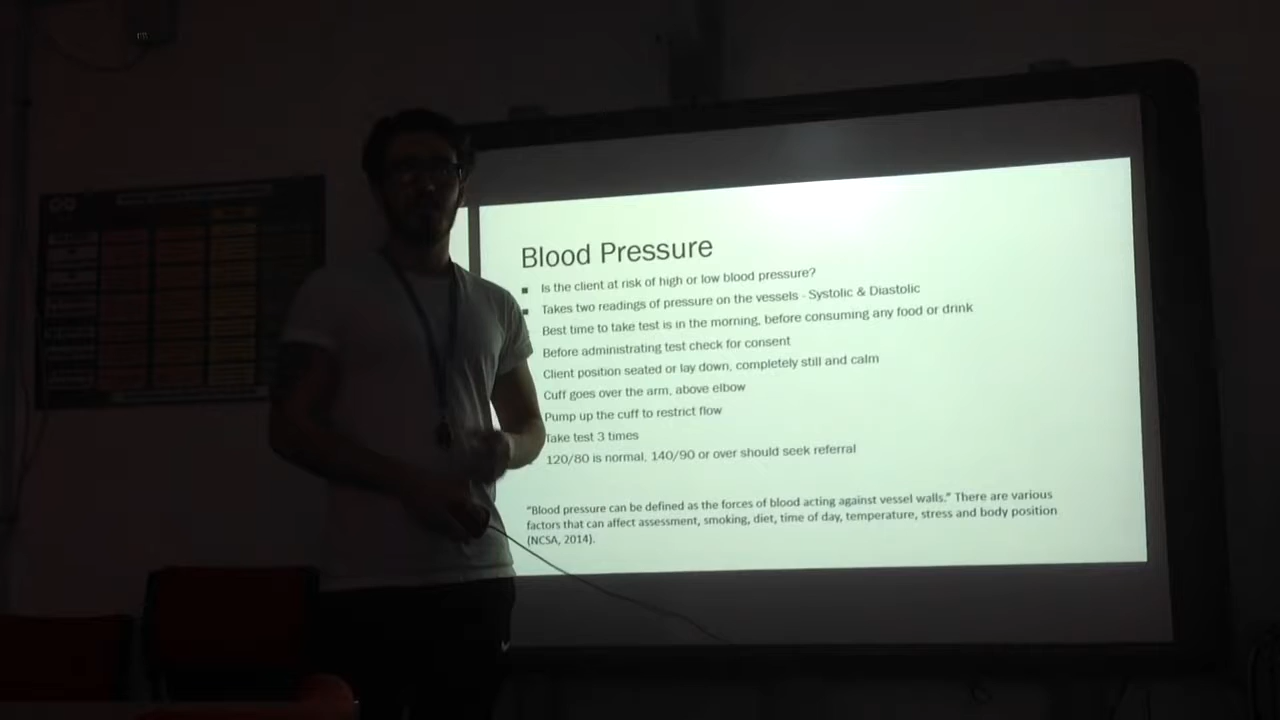 Blood Pressure
Is the client at risk of high or low blood pressure?
Takes two readings of pressure on the vessels - Systolic & Diastolic
Best time to take test is in the morning, before consuming any food or drink
Before administrating test check for consent
Client position seated or lay down, completely still and calm
Cuff goes over the arm, above elbow
Pump up the cuff to restrict flow
Take test 3 times
120/80 is normal, 140/90 or over should seek referral
“Blood pressure can be defined as the forces of blood acting against vessel walls.” There are various
factors that can affect assessment, smoking, diet, time of day, temperature, stress and body position
(NCSA, 2014).